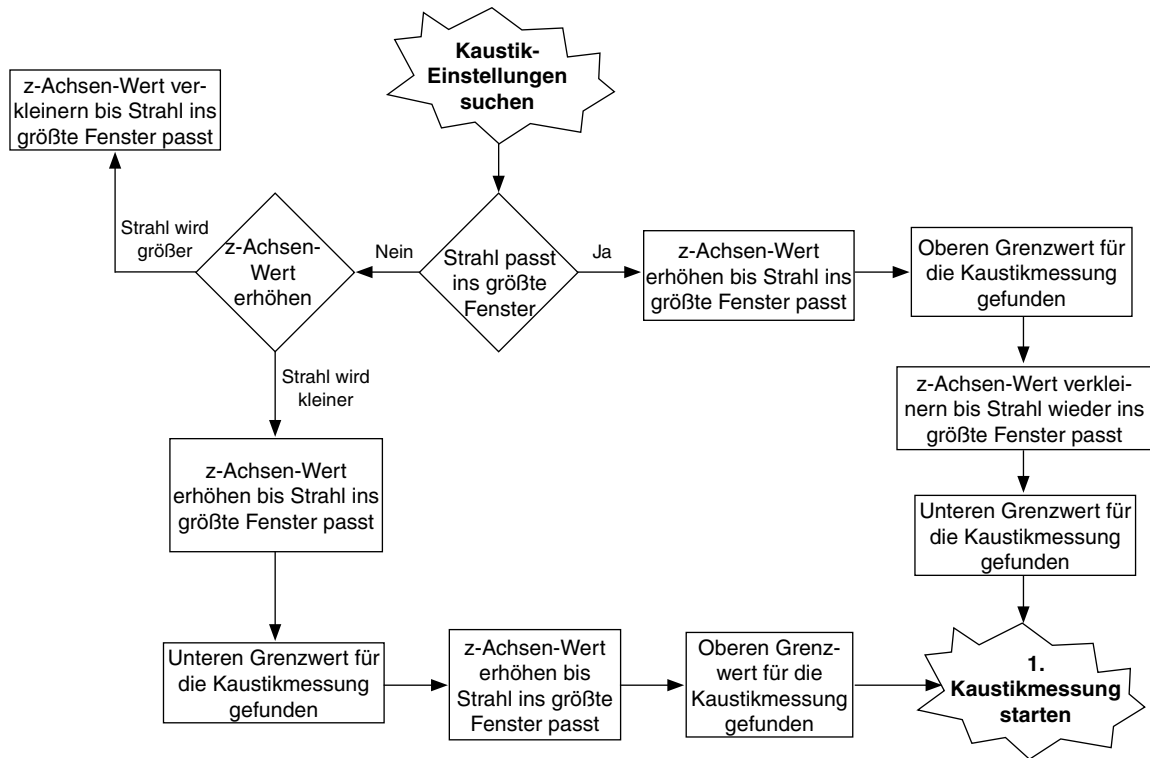 Kaustik-
Einstellungen
suchen
z-Achsen-Wert ver-
kleinern bis Strahl ins
größte Fenster passt
Strahl wird
größer
z-Achsen-
Wert
erhöhen
Nein
Strahl passt
ins größte
Fenster
Ja
z-Achsen-Wert
erhöhen bis Strahl ins
größte Fenster passt
Oberen Grenzwert für
die Kaustikmessung
gefunden
Strahl wird
kleiner
z-Achsen-Wert verklei-
nern bis Strahl wieder ins
größte Fenster passt
z-Achsen-Wert
erhöhen bis Strahl ins
größte Fenster passt
Unteren Grenzwert für
die Kaustikmessung
gefunden
Unteren Grenzwert für
die Kaustikmessung
gefunden
z-Achsen-Wert
erhöhen bis
Strahl ins größte
Fenster passt
Oberen Grenz-
wert für die
Kaustikmessung
gefunden
1.
Kaustikmessung
starten